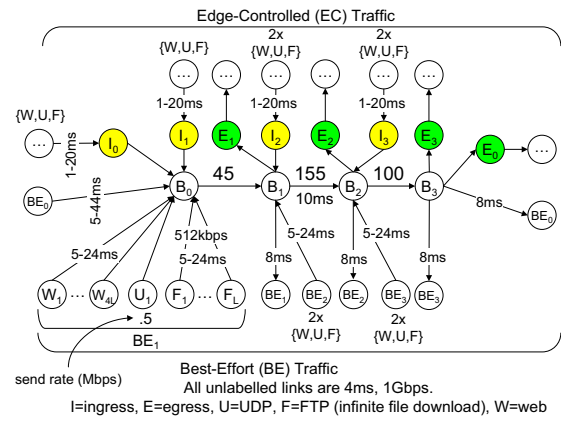 Edge-Controlled (EC) Traffic
2x 2x
{W,U,F} {W,U,F} {W,U,F}
... ... ... ... ... ...
{W,U,F}
1-20ms 1-20ms 1-20ms
... 1-20ms I0 I1 E1 I2 E2 I3 E3 E0 ...
45 155 100
B0 B1 B2 B3
10ms
BE0 5-44ms 8ms BE0
512kbps
5-24ms 5-24ms 5-24ms 5-24ms
8ms 8ms 8ms
W1 ... W4L U1 F1 ... FL BE1 BE2 BE2 BE3 BE3
.5 2x 2x
{W,U,F} {W,U,F}
BE1
send rate (Mbps)
Best-Effort (BE) Traffic
All unlabelled links are 4ms, 1Gbps.
I=ingress, E=egress, U=UDP, F=FTP (infinite file download), W=web